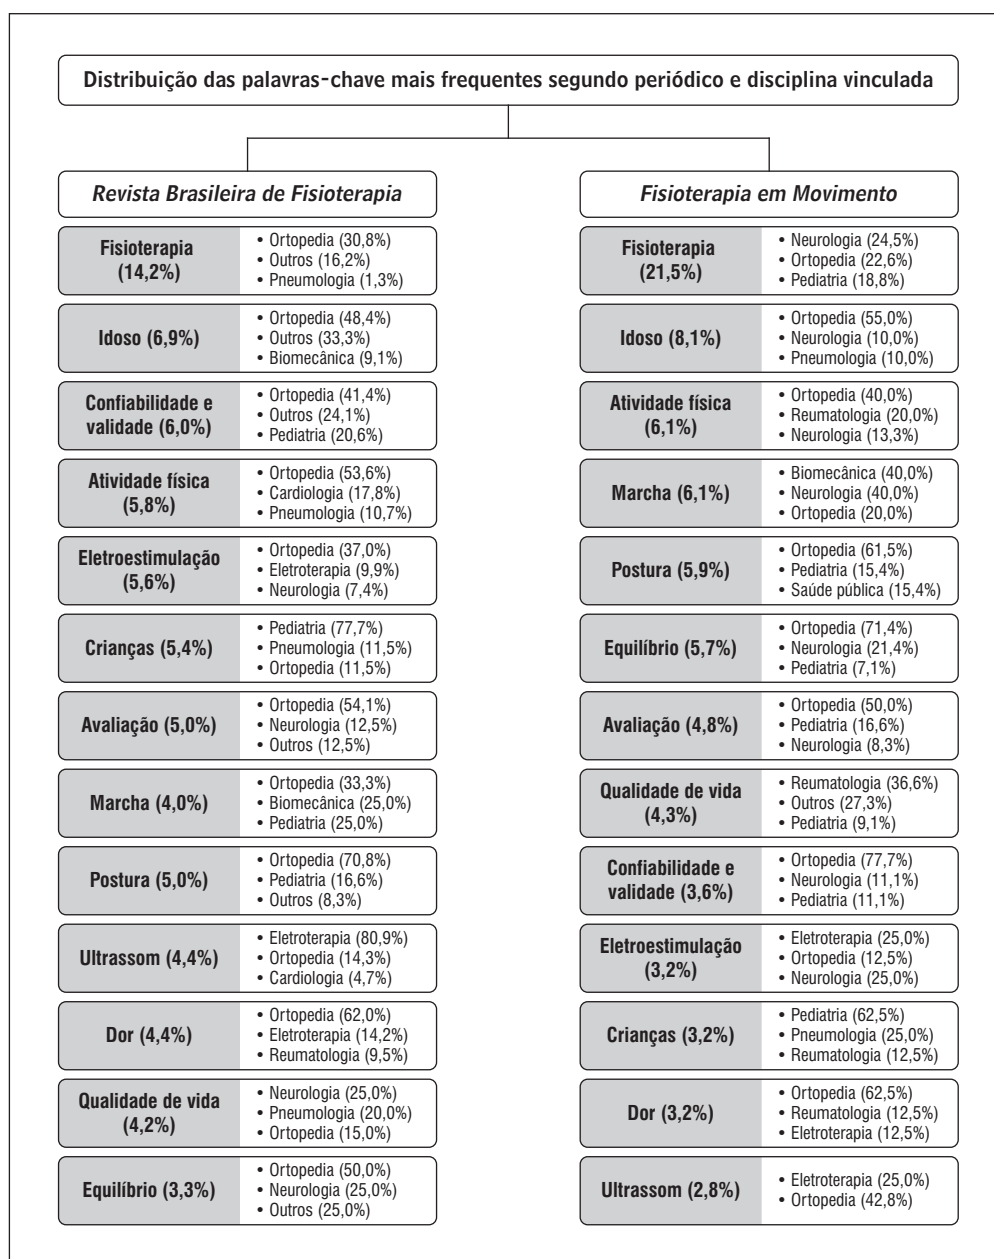 Distribuição das palavras-chave mais frequentes segundo periódico e disciplina vinculada
Revista Brasileira de Fisioterapia
Fisioterapia
(14,2%)
• Ortopedia (30,8%)
• Outros (16,2%)
• Pneumologia (1,3%)
Idoso (6,9%)
• Ortopedia (48,4%)
• Outros (33,3%)
• Biomecânica (9,1%)
Confiabilidade e
validade (6,0%)
• Ortopedia (41,4%)
• Outros (24,1%)
• Pediatria (20,6%)
Atividade física
(5,8%)
• Ortopedia (53,6%)
• Cardiologia (17,8%)
• Pneumologia (10,7%)
Eletroestimulação
(5,6%)
• Ortopedia (37,0%)
• Eletroterapia (9,9%)
• Neurologia (7,4%)
Crianças (5,4%)
• Pediatria (77,7%)
• Pneumologia (11,5%)
• Ortopedia (11,5%)
Avaliação (5,0%)
• Ortopedia (54,1%)
• Neurologia (12,5%)
• Outros (12,5%)
Marcha (4,0%)
• Ortopedia (33,3%)
• Biomecânica (25,0%)
• Pediatria (25,0%)
Postura (5,0%)
• Ortopedia (70,8%)
• Pediatria (16,6%)
• Outros (8,3%)
Ultrassom (4,4%)
• Eletroterapia (80,9%)
• Ortopedia (14,3%)
• Cardiologia (4,7%)
Dor (4,4%)
• Ortopedia (62,0%)
• Eletroterapia (14,2%)
• Reumatologia (9,5%)
Qualidade de vida
(4,2%)
• Neurologia (25,0%)
• Pneumologia (20,0%)
• Ortopedia (15,0%)
Equilíbrio (3,3%)
• Ortopedia (50,0%)
• Neurologia (25,0%)
• Outros (25,0%)
Fisioterapia em Movimento
Fisioterapia
(21,5%)
• Neurologia (24,5%)
• Ortopedia (22,6%)
• Pediatria (18,8%)
Idoso (8,1%)
• Ortopedia (55,0%)
• Neurologia (10,0%)
• Pneumologia (10,0%)
Atividade física
(6,1%)
• Ortopedia (40,0%)
• Reumatologia (20,0%)
• Neurologia (13,3%)
Marcha (6,1%)
• Biomecânica (40,0%)
• Neurologia (40,0%)
• Ortopedia (20,0%)
Postura (5,9%)
• Ortopedia (61,5%)
• Pediatria (15,4%)
• Saúde pública (15,4%)
Equilíbrio (5,7%)
• Ortopedia (71,4%)
• Neurologia (21,4%)
• Pediatria (7,1%)
Avaliação (4,8%)
• Ortopedia (50,0%)
• Pediatria (16,6%)
• Neurologia (8,3%)
Qualidade de vida
(4,3%)
• Reumatologia (36,6%)
• Outros (27,3%)
• Pediatria (9,1%)
Confiabilidade e
validade (3,6%)
• Ortopedia (77,7%)
• Neurologia (11,1%)
• Pediatria (11,1%)
Eletroestimulação
(3,2%)
• Eletroterapia (25,0%)
• Ortopedia (12,5%)
• Neurologia (25,0%)
Crianças (3,2%)
• Pediatria (62,5%)
• Pneumologia (25,0%)
• Reumatologia (12,5%)
Dor (3,2%)
• Ortopedia (62,5%)
• Reumatologia (12,5%)
• Eletroterapia (12,5%)
Ultrassom (2,8%)
• Eletroterapia (25,0%)
• Ortopedia (42,8%)